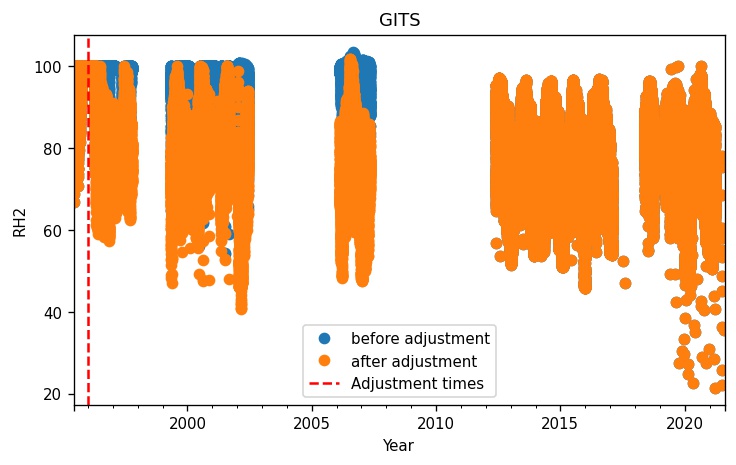 GITS
100
80
60
40
20
RH2
before adjustment
after adjustment
Adjustment times
2000
2005
2010
2015
2020
Year